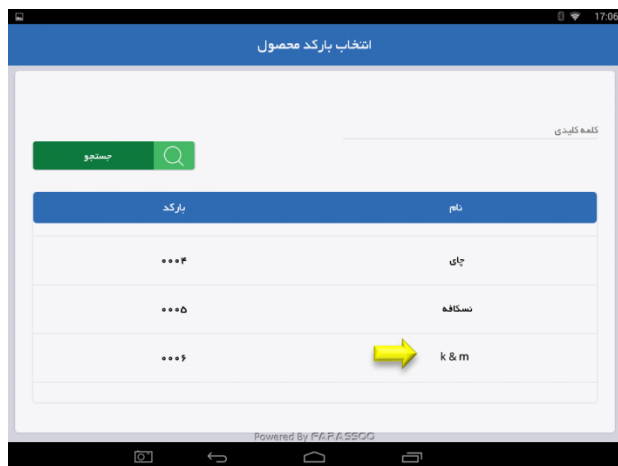 17:06
انتخاب بارکد محصول
کلمه کلیدی
جستجو
نام بارکد
چای ۰۰۰۴
نسکافه ۰۰۰۵
k & m ۰۰۰۶
Powered By FARASSOO